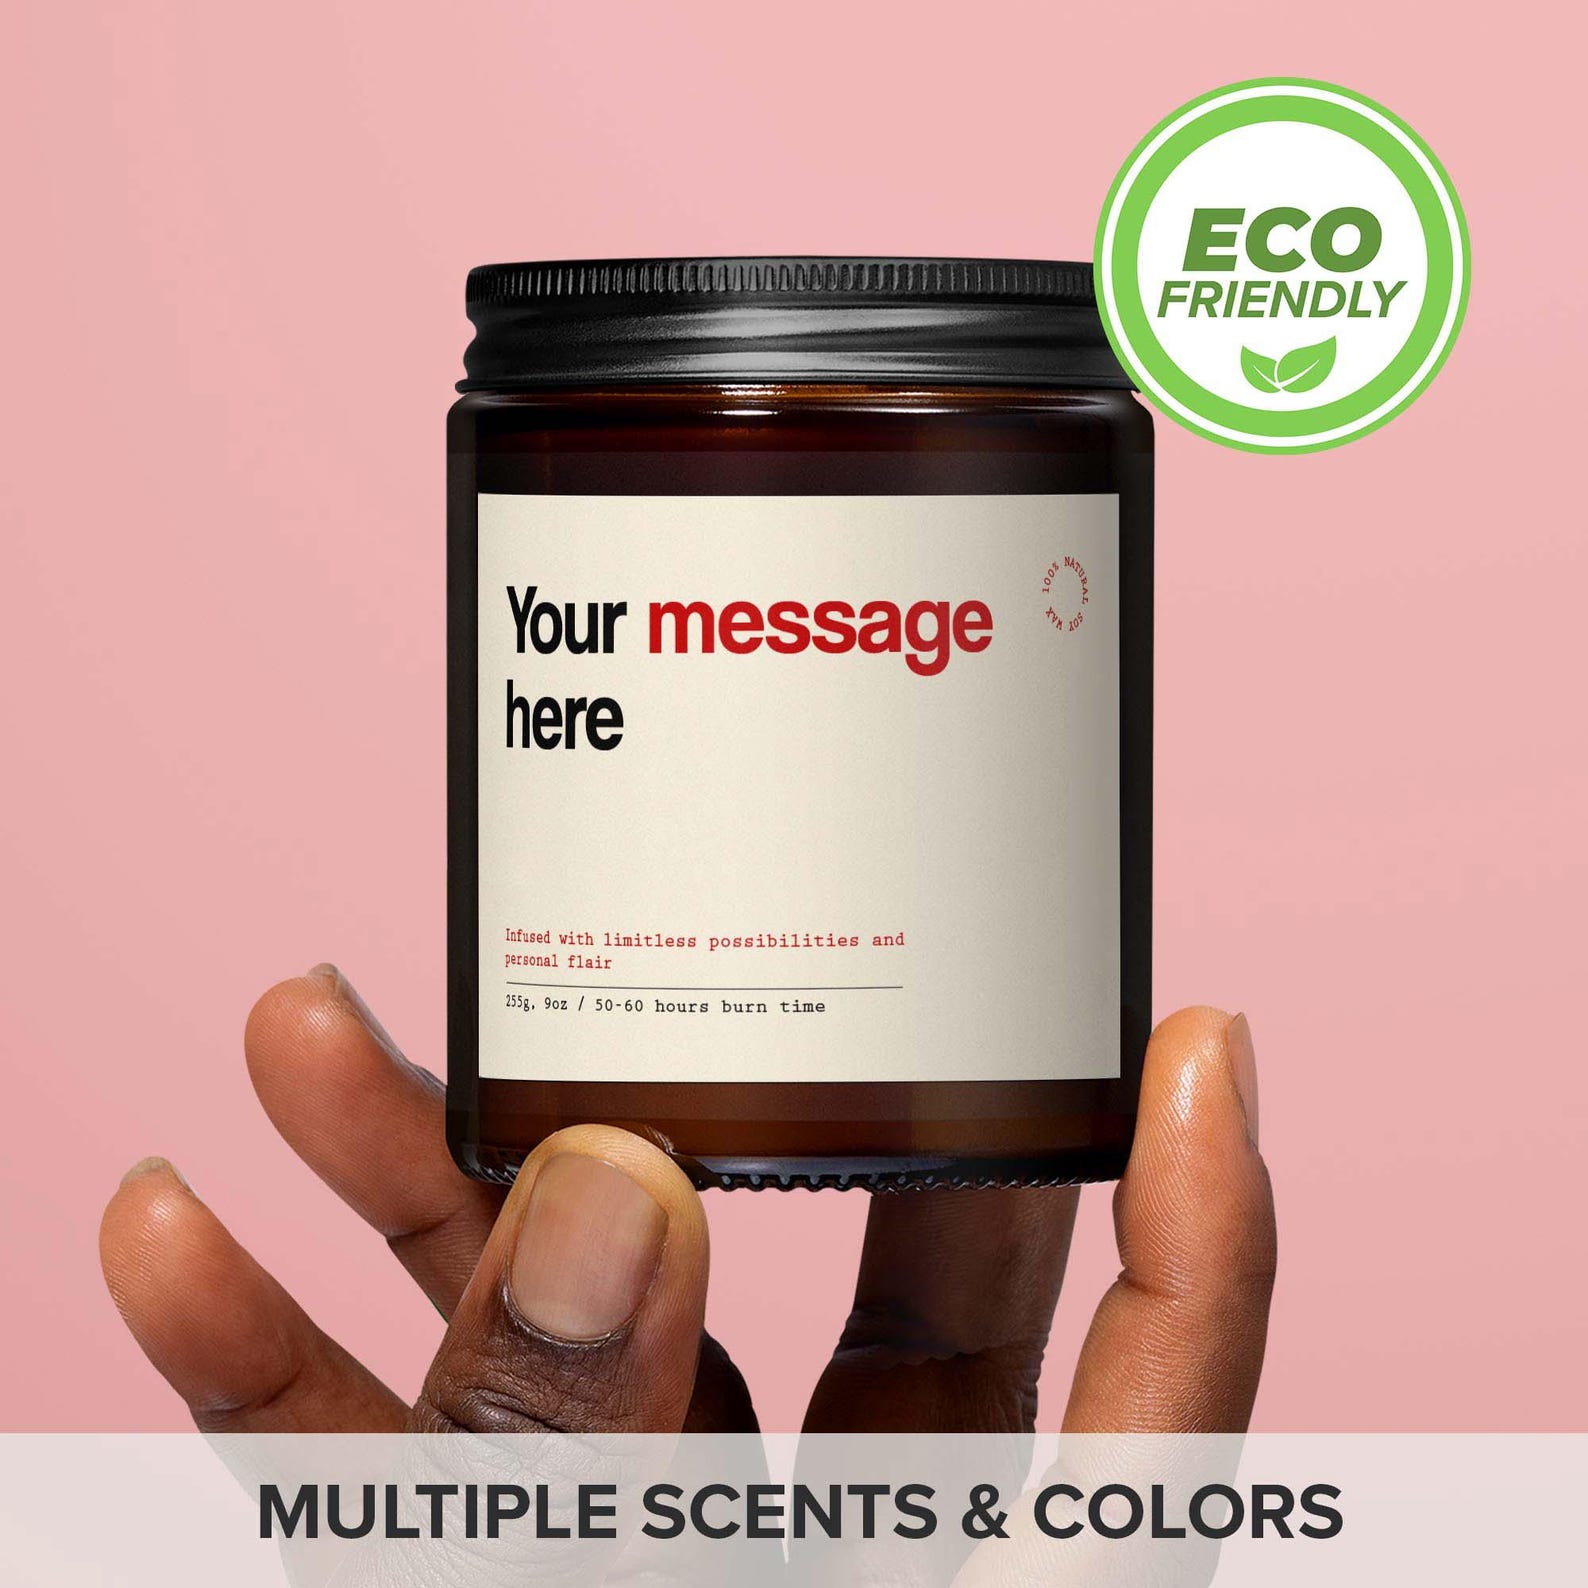 ECO
FRIENDLY
Your message
here
100% NATURAL SOY WAX
Infused with limitless possibilities and
personal flair
255g, 9oz / 50-60 hours burn time
MULTIPLE SCENTS & COLORS